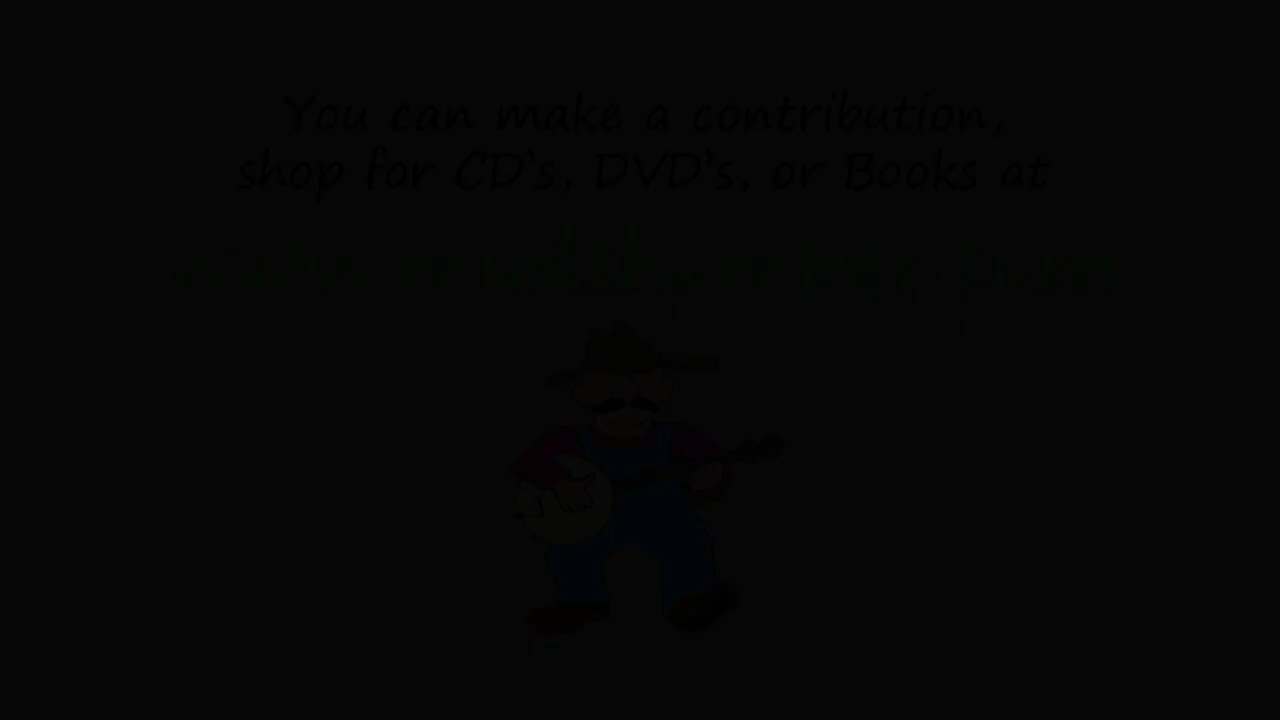 You can make a contribution,
shop for CD's, DVD's, or Books at